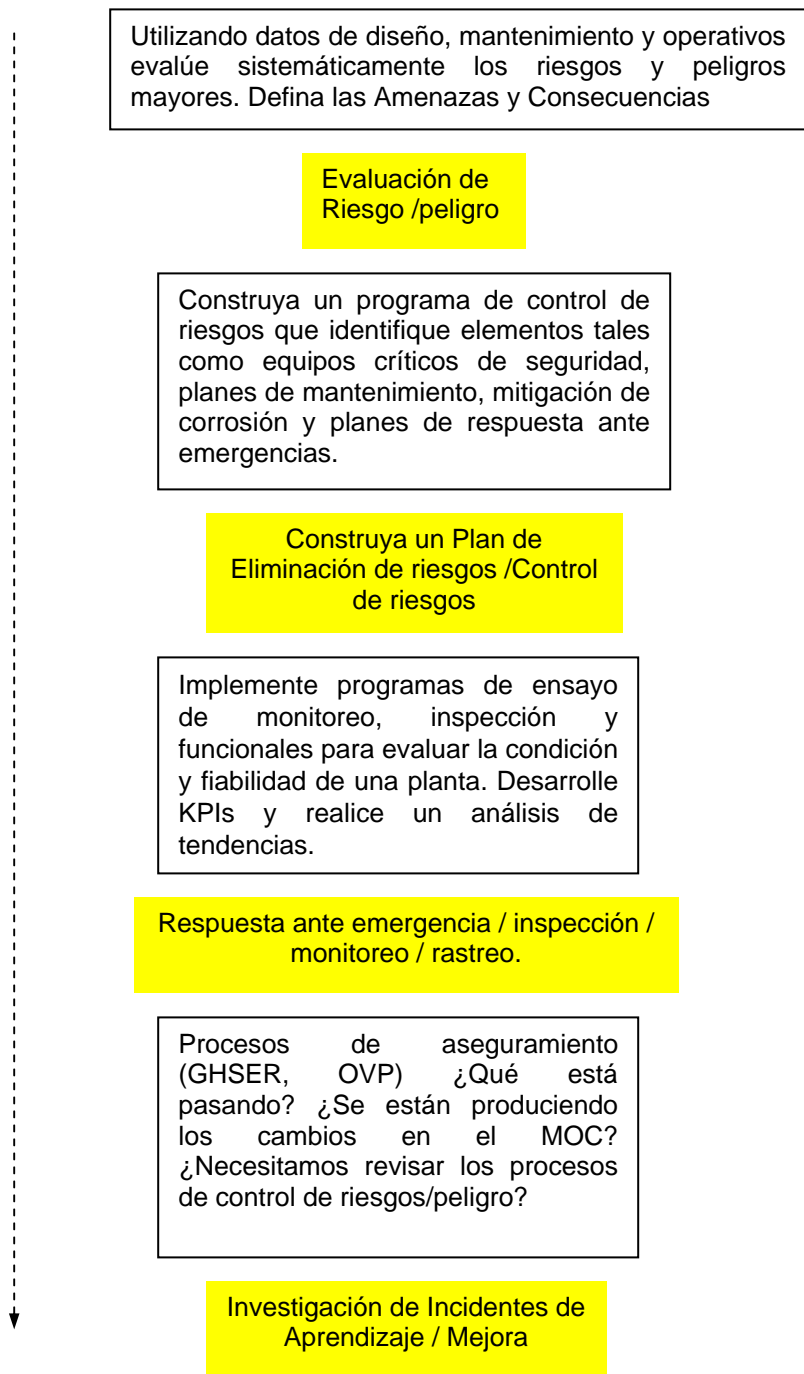 Utilizando datos de diseño, mantenimiento y operativos
evalúe sistemáticamente los riesgos y peligros
mayores. Defina las Amenazas y Consecuencias
Evaluación de
Riesgo /peligro
Construya un programa de control de
riesgos que identifique elementos tales
como equipos críticos de seguridad,
planes de mantenimiento, mitigación de
corrosión y planes de respuesta ante
emergencias.
Construya un Plan de
Eliminación de riesgos /Control
de riesgos
Implemente programas de ensayo
de monitoreo, inspección y
funcionales para evaluar la condición
y fiabilidad de una planta. Desarrolle
KPIs y realice un análisis de
tendencias.
Respuesta ante emergencia / inspección /
monitoreo / rastreo.
Procesos de aseguramiento
(GHSER, OVP) ¿Qué está
pasando? ¿Se están produciendo
los cambios en el MOC?
¿Necesitamos revisar los procesos
de control de riesgos/peligro?
Investigación de Incidentes de
Aprendizaje / Mejora